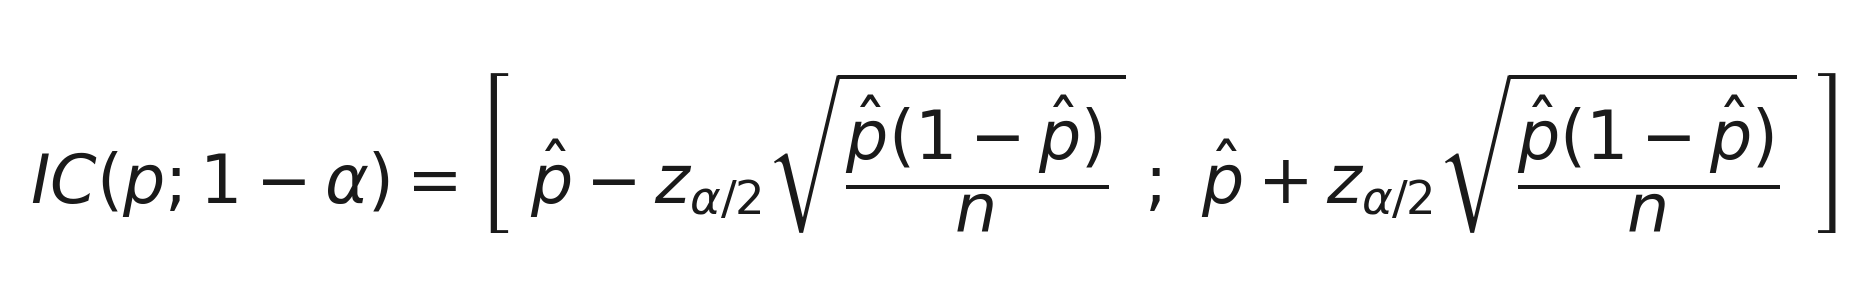 IC(p; 1 − α) = [ p̂ − z_{α/2} √(p̂(1 − p̂)/n) ; p̂ + z_{α/2} √(p̂(1 − p̂)/n) ]